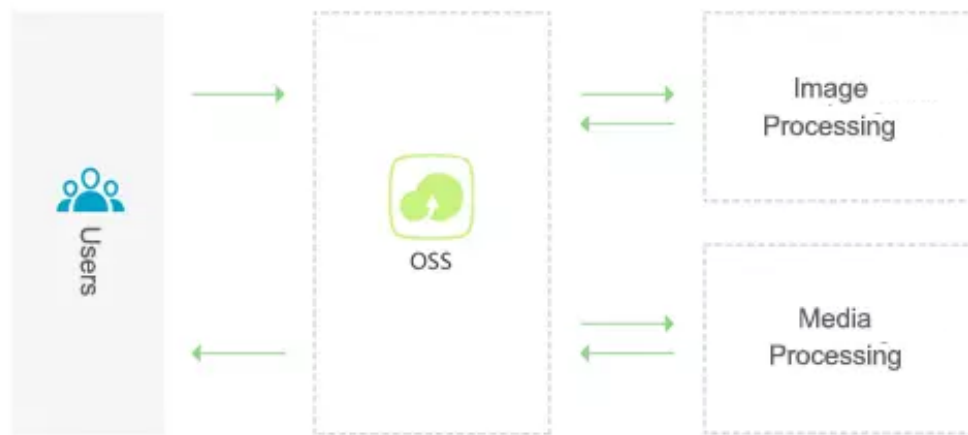 Users
OSS
Image
Processing
Media
Processing